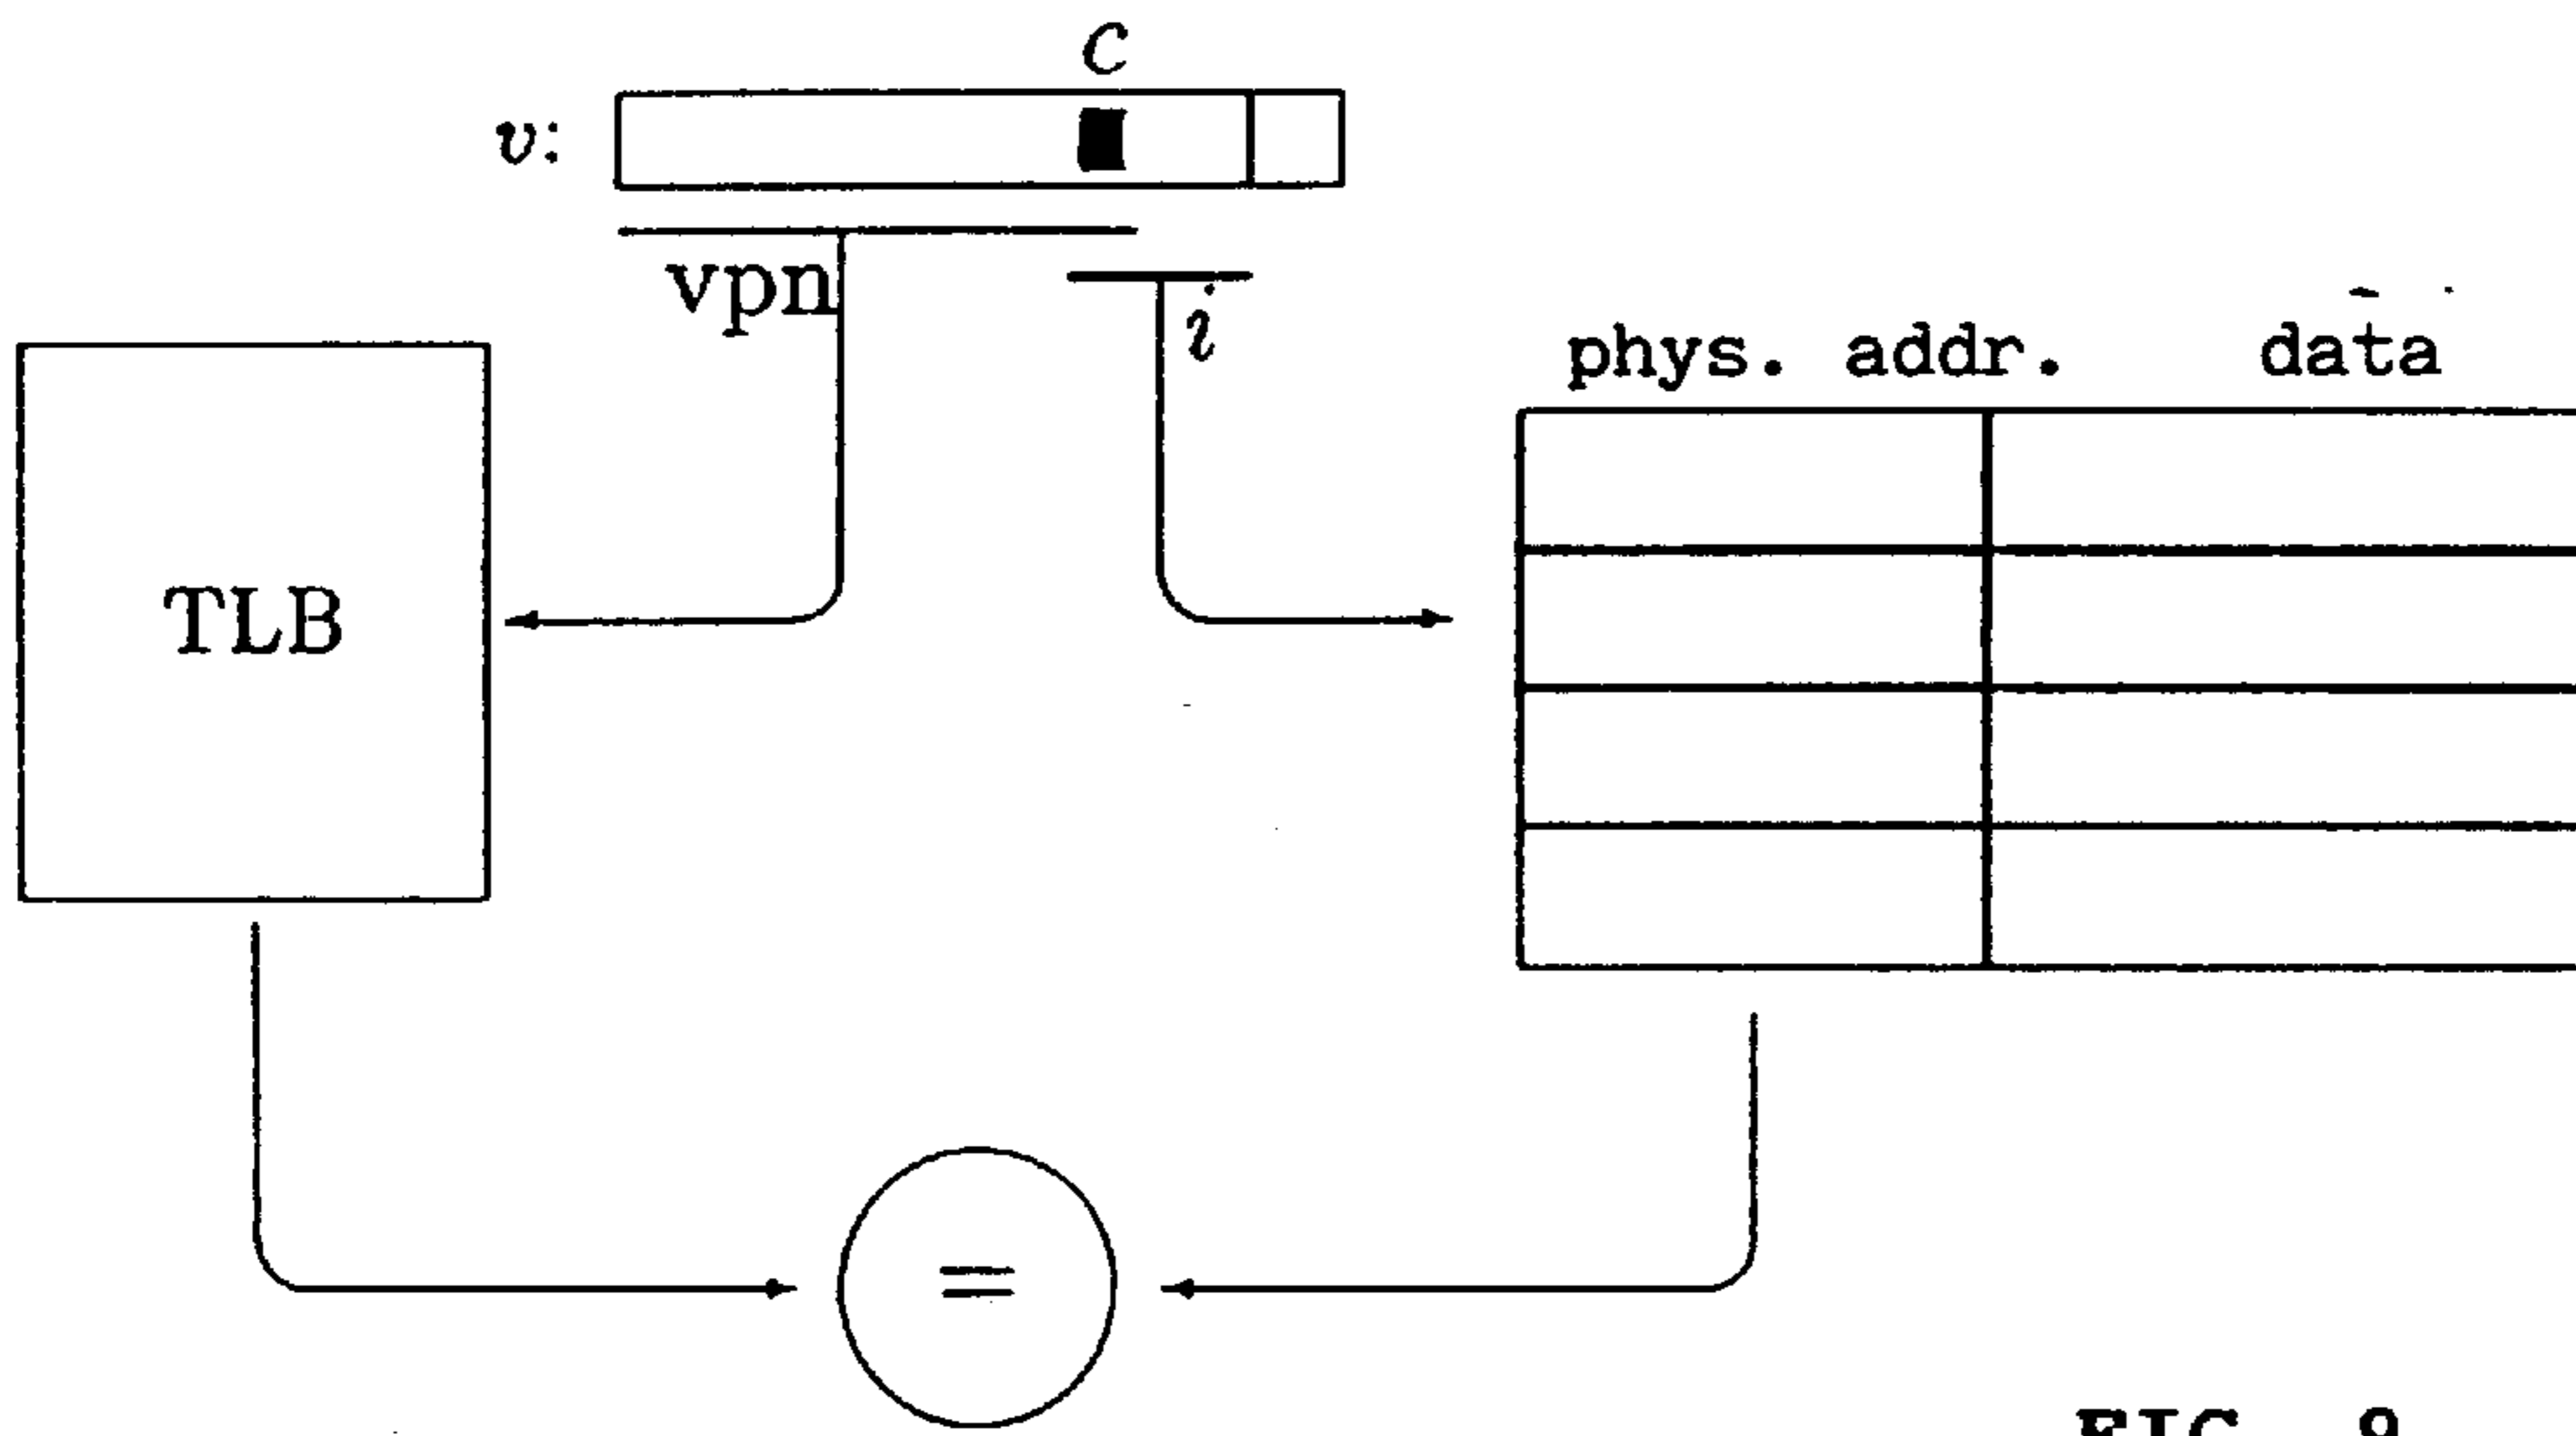 C
v:
vpn
i
phys. addr. data
TLB
=